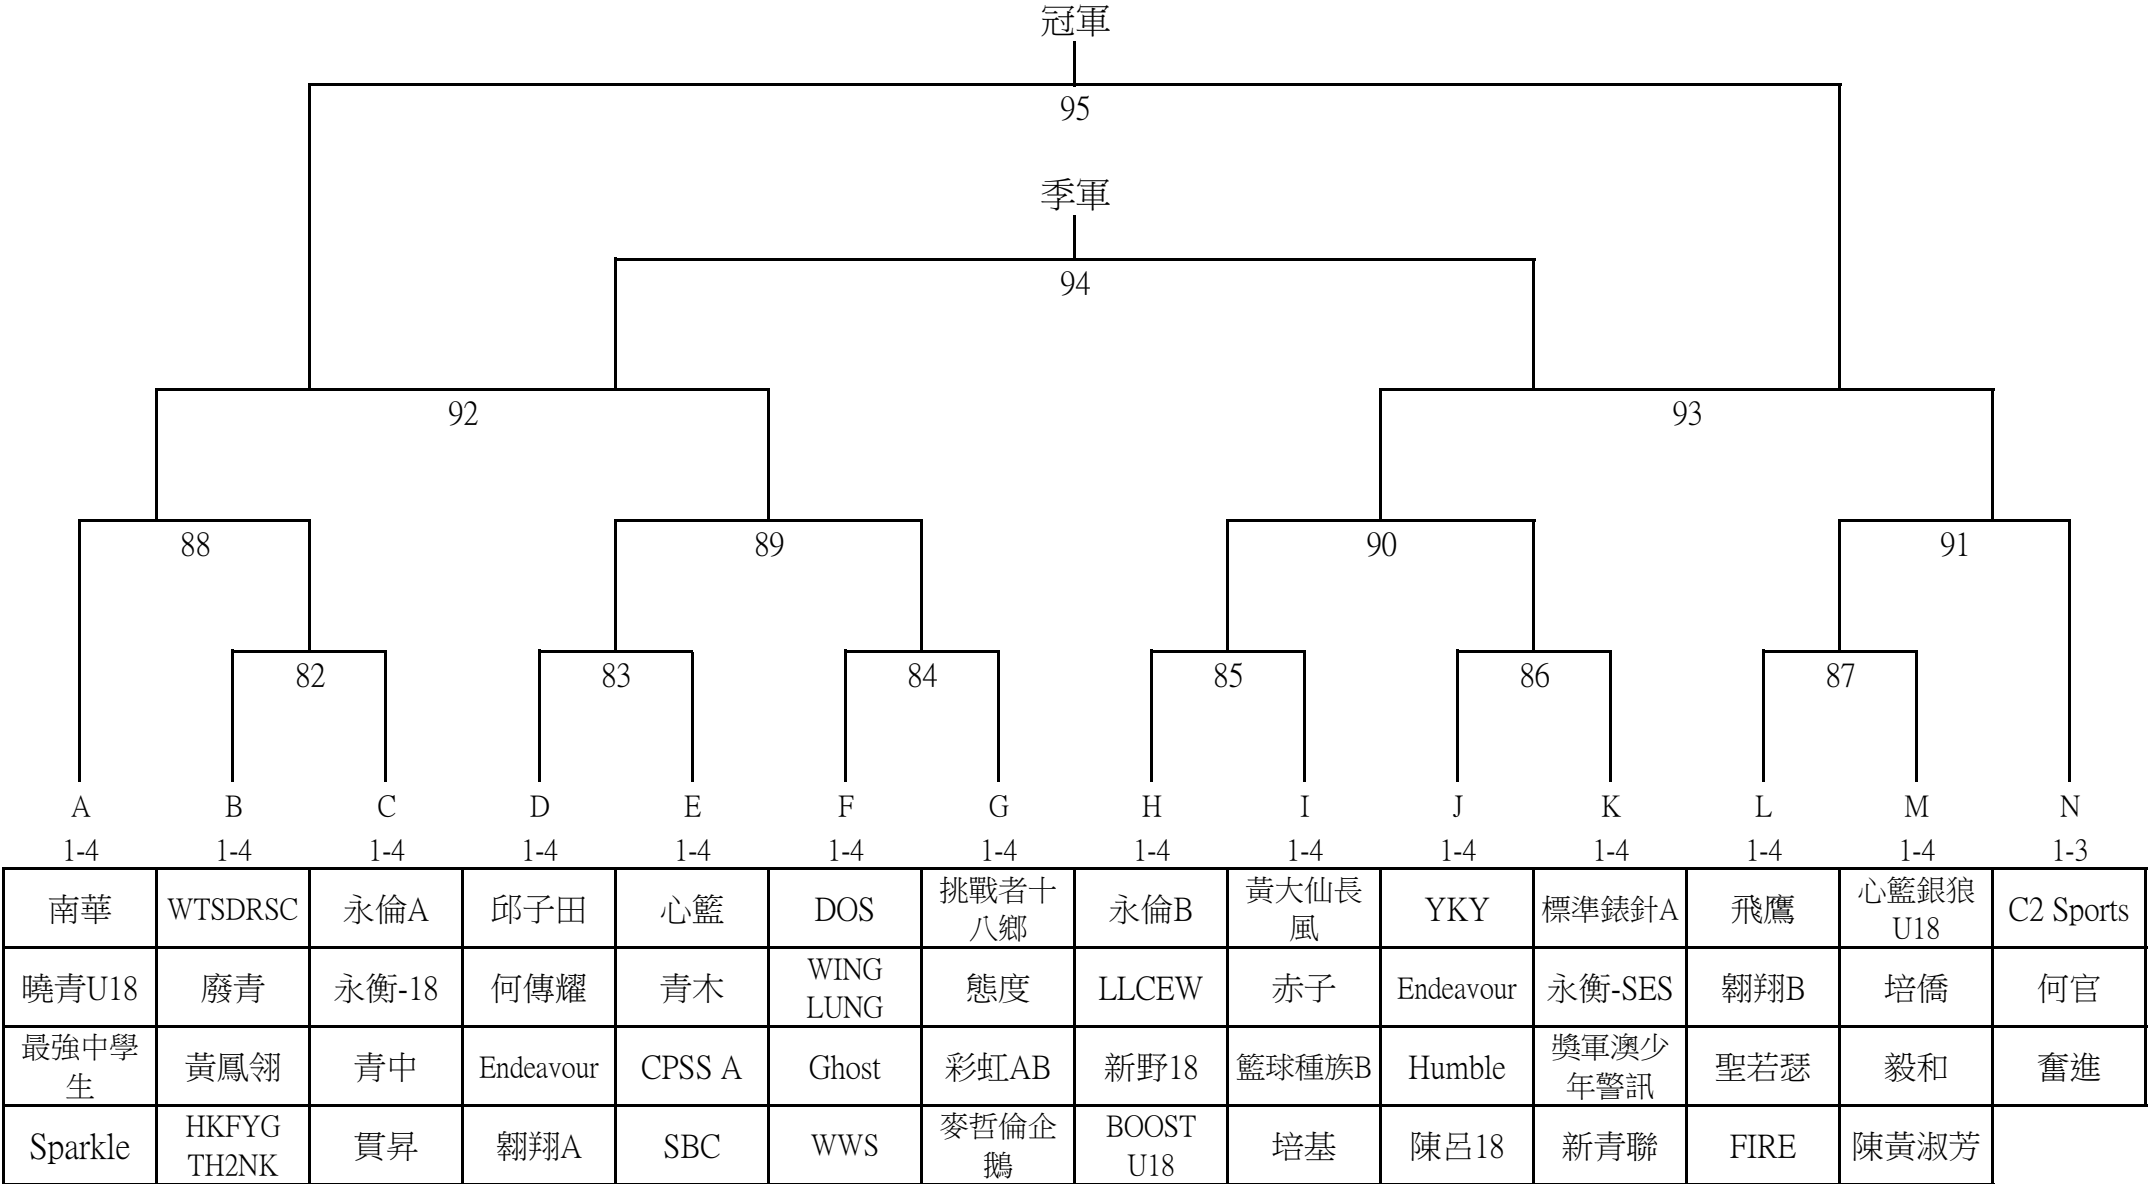 冠軍
95
季軍
94
92 93
88 89 90 91
82 83 84 85 86 87
A B C D E F G H I J K L M N
1-4 1-4 1-4 1-4 1-4 1-4 1-4 1-4 1-4 1-4 1-4 1-4 1-4 1-3
南華 WTSDRSC 永倫A 邱子田 心籃 DOS 挑戰者十八鄉 永倫B 黃大仙長風 YKY 標準錶針A 飛鷹 心籃銀狼U18 C2 Sports
曉青U18 廢青 永衡-18 何傳耀 青木 WING LUNG 態度 LLCEW 赤子 Endeavour 永衡-SES 翱翔B 培僑 何官
最強中學生 黃鳳翎 青中 Endeavour CPSS A Ghost 彩虹AB 新野18 籃球種族B Humble 獎軍澳少年警訊 聖若瑟 毅和 奮進
Sparkle HKFYG TH2NK 貫昇 翱翔A SBC WWS 麥哲倫企鵝 BOOST U18 培基 陳呂18 新青聯 FIRE 陳黃淑芳